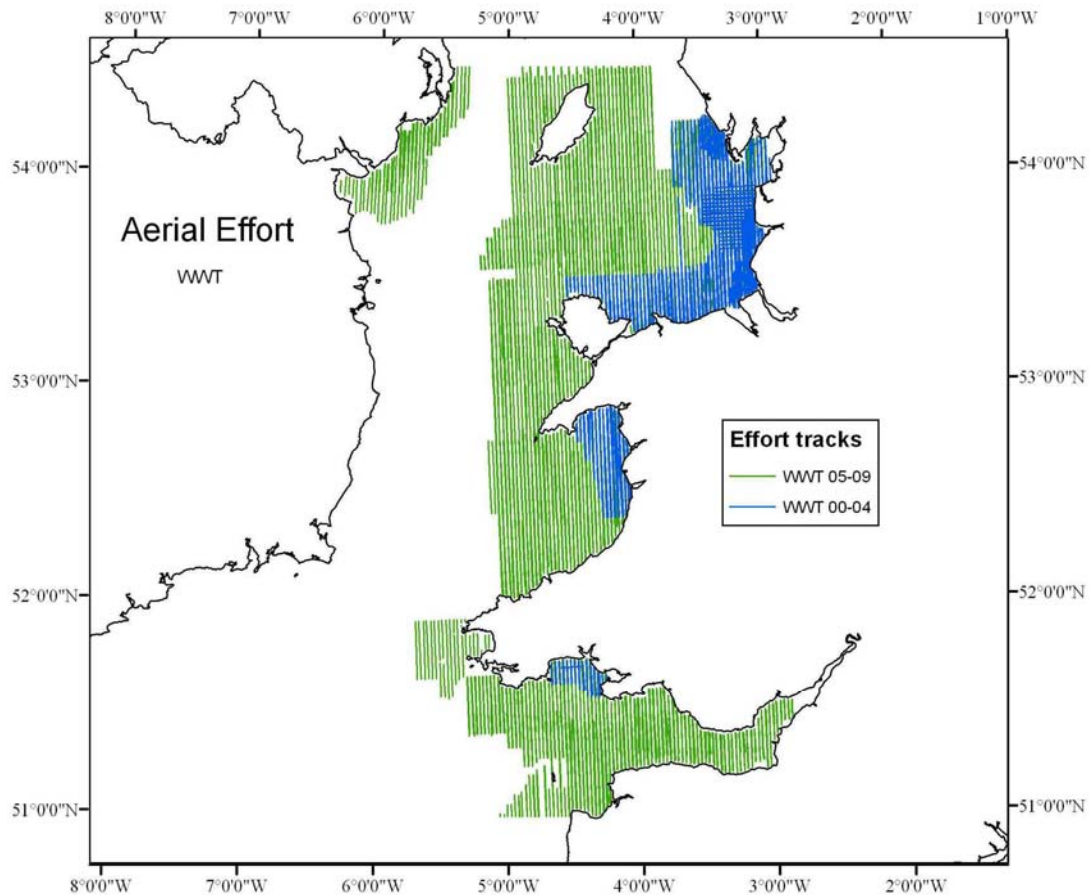 8°0'0"W 7°0'0"W 6°0'0"W 5°0'0"W 4°0'0"W 3°0'0"W 2°0'0"W 1°0'0"W
54°0'0"N 54°0'0"N
Aerial Effort
WWT
53°0'0"N 53°0'0"N
Effort tracks
WWT 05-09
WWT 00-04
52°0'0"N 52°0'0"N
51°0'0"N 51°0'0"N
8°0'0"W 7°0'0"W 6°0'0"W 5°0'0"W 4°0'0"W 3°0'0"W 2°0'0"W